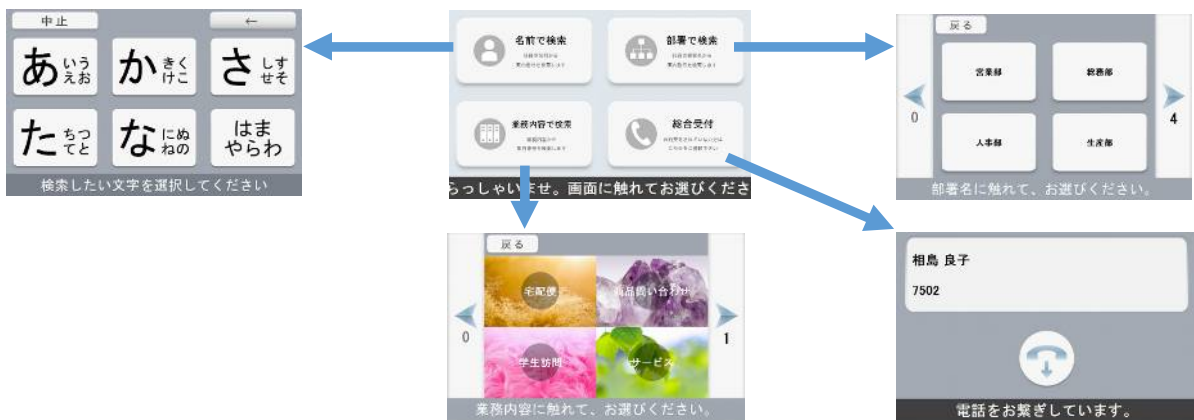 中止
←
あ いう
えお
か きく
けこ
さ しす
せそ
た ちつ
てと
な にぬ
ねの
はま
やらわ
検索したい文字を選択してください
名前で検索
部署で検索
業務内容で検索
総合受付
らっしゃいませ。画面に触れてお選びくださ
戻る
営業部
総務部
0
4
人事部
生産部
部署名に触れて、お選びください。
戻る
宅配便
商品問い合わせ
0
1
学生訪問
サービス
業務内容に触れて、お選びください。
相島 良子
7502
電話をお繋ぎしています。